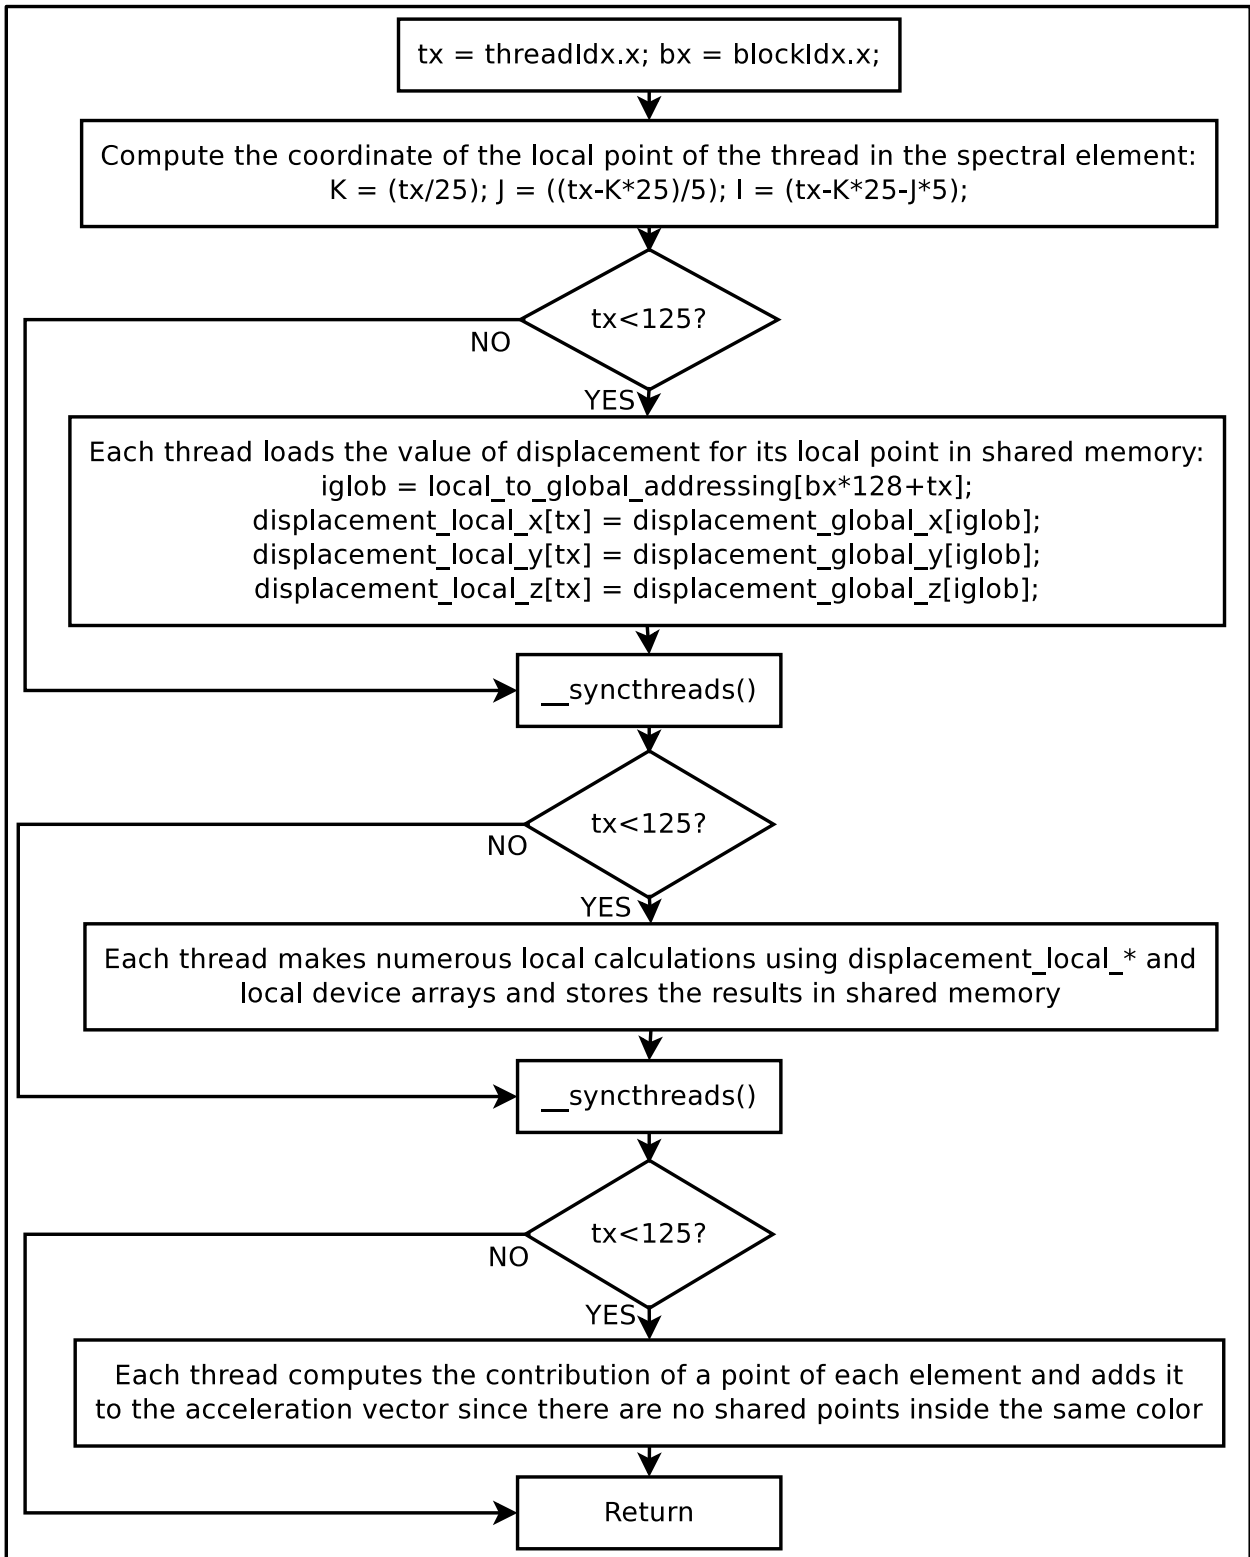 tx = threadIdx.x; bx = blockIdx.x;
Compute the coordinate of the local point of the thread in the spectral element:
K = (tx/25); J = ((tx-K*25)/5); I = (tx-K*25-J*5);
tx<125?
NO
YES
Each thread loads the value of displacement for its local point in shared memory:
iglob = local_to_global_addressing[bx*128+tx];
displacement_local_x[tx] = displacement_global_x[iglob];
displacement_local_y[tx] = displacement_global_y[iglob];
displacement_local_z[tx] = displacement_global_z[iglob];
__syncthreads()
tx<125?
NO
YES
Each thread makes numerous local calculations using displacement_local_* and
local device arrays and stores the results in shared memory
__syncthreads()
tx<125?
NO
YES
Each thread computes the contribution of a point of each element and adds it
to the acceleration vector since there are no shared points inside the same color
Return